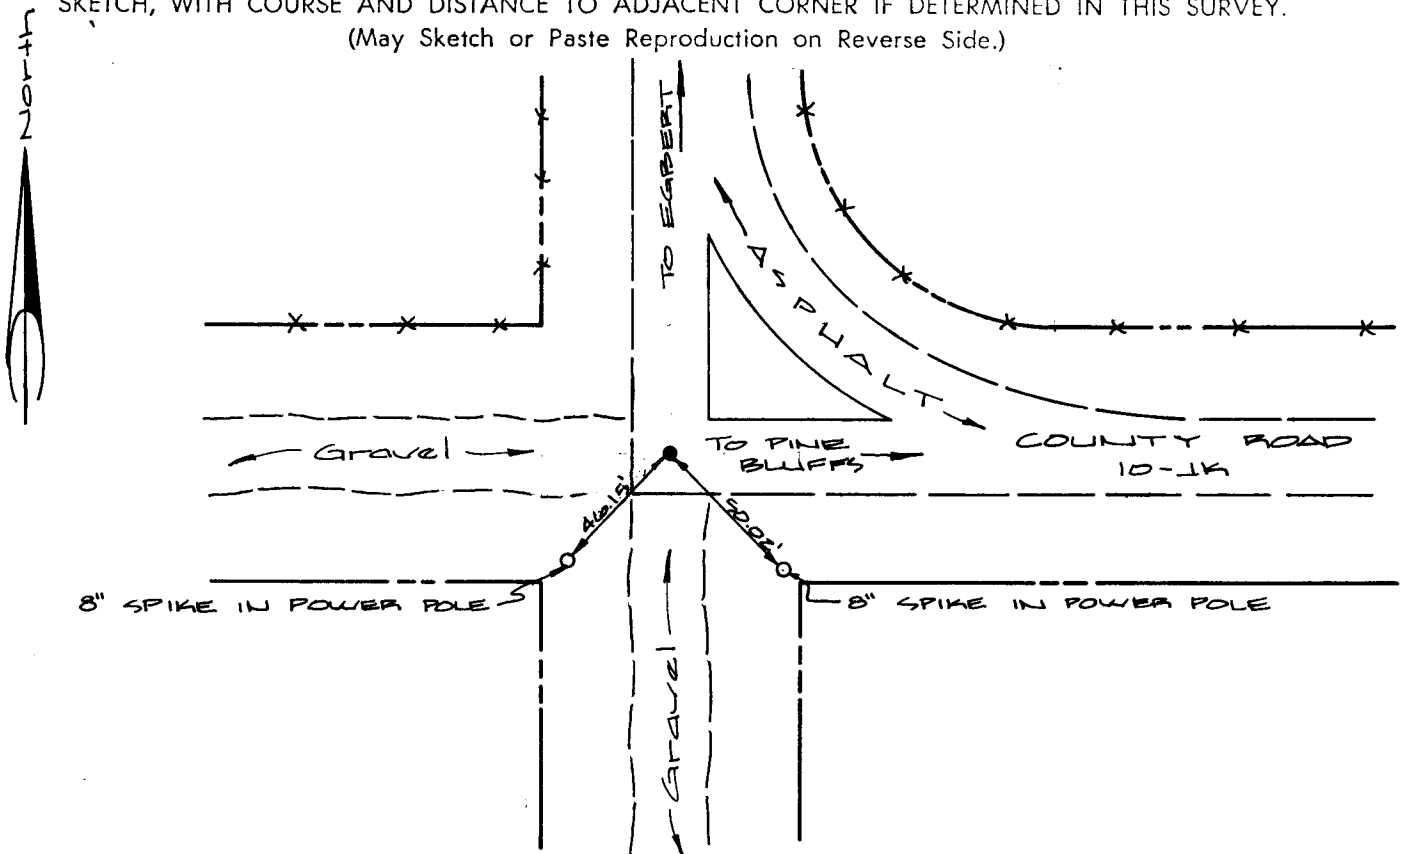 SKETCH, WITH COURSE AND DISTANCE TO ADJACENT CORNER IF DETERMINED IN THIS SURVEY.
(May Sketch or Paste Reproduction on Reverse Side.)
North
TO EGBERT
ASPHALT
Gravel
TO PINE
BLUFFS
COUNTY ROAD
10-1K
46.15'
50.02'
8" SPIKE IN POWER POLE
8" SPIKE IN POWER POLE
Gravel